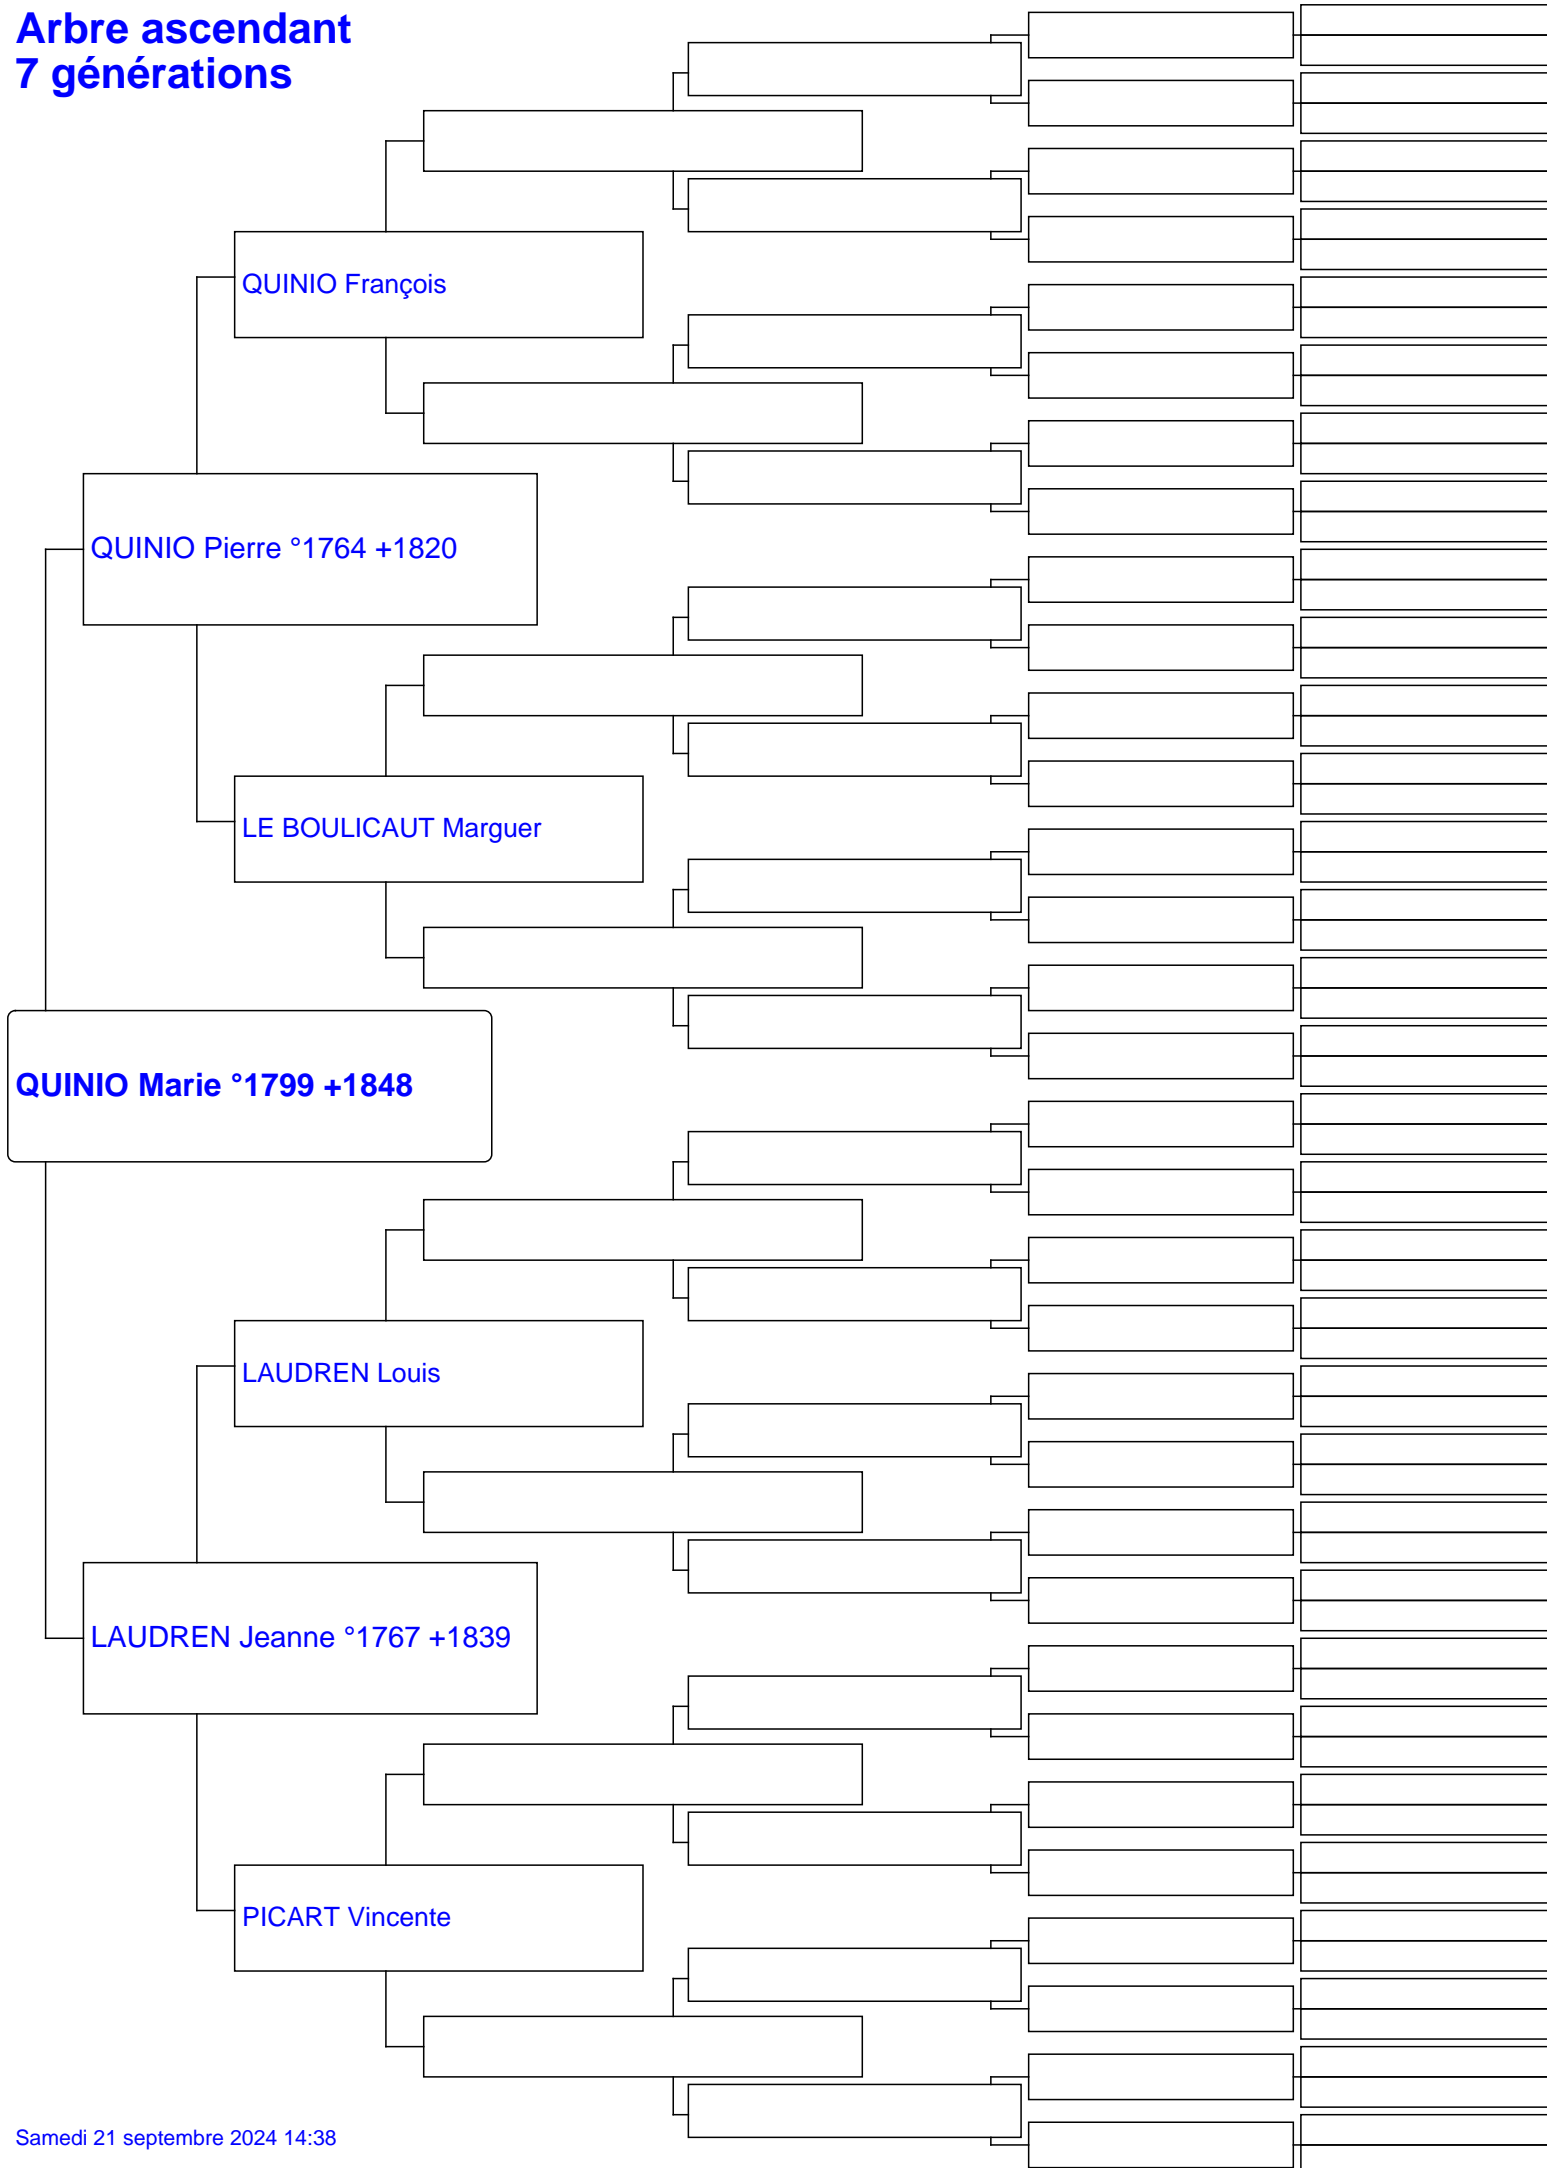 Arbre ascendant
7 générations
QUINIO François
QUINIO Pierre °1764 +1820
LE BOULICAUT Marguer
QUINIO Marie °1799 +1848
LAUDREN Louis
LAUDREN Jeanne °1767 +1839
PICART Vincente
Samedi 21 septembre 2024 14:38